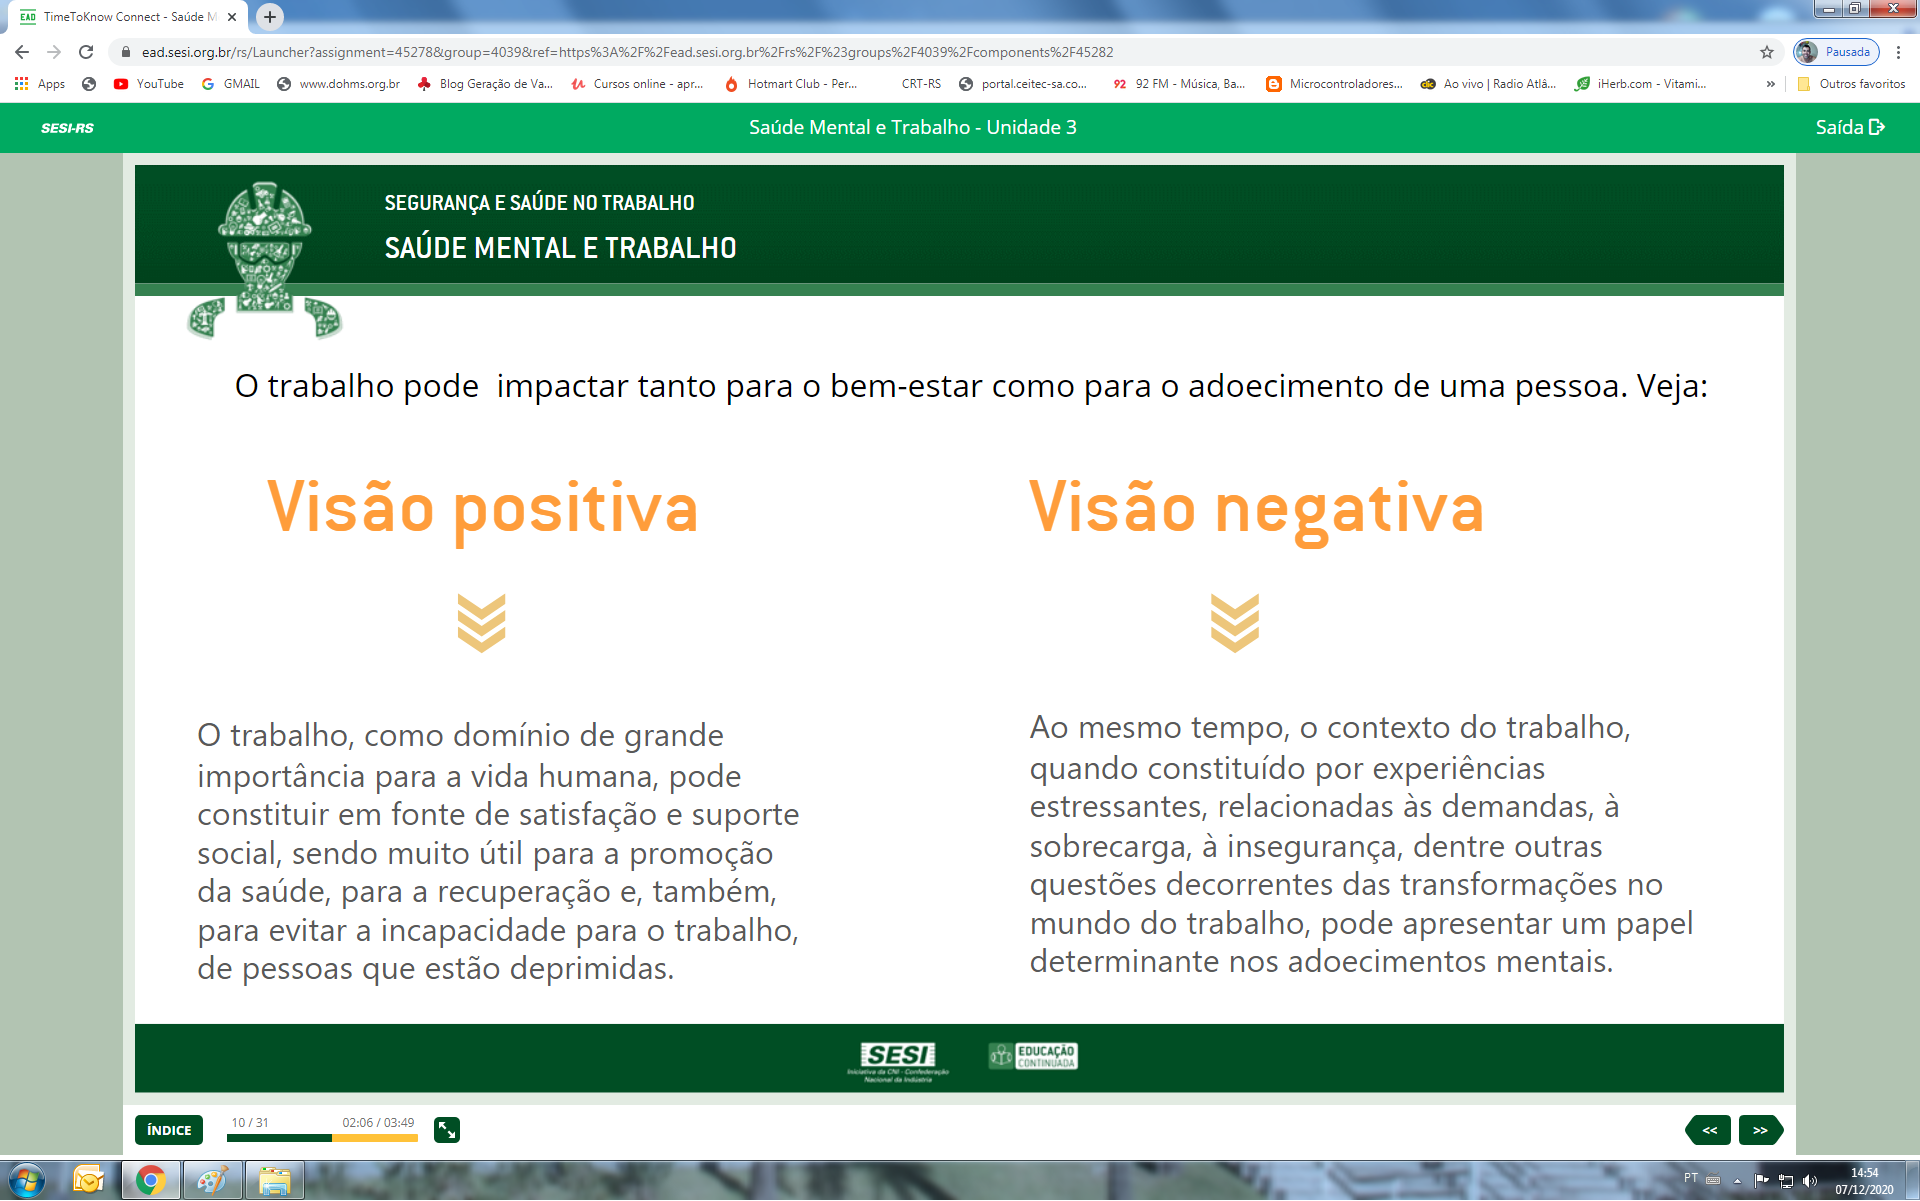 EAD TimeToKnow Connect - Saúde M
ead.sesi.org.br/rs/Launcher?assignment=45278&group=4039&ref=https%3A%2F%2Fead.sesi.org.br%2Frs%2F%23groups%2F4039%2Fcomponents%2F45282
Pausada
Apps YouTube GMAIL www.dohms.org.br Blog Geração de Va... Cursos online - apr... Hotmart Club - Per... CRT-RS portal.ceitec-sa.co... 92 92 FM - Música, Ba... Microcontroladores... Ao vivo | Radio Atlâ... iHerb.com - Vitami... » Outros favoritos
SESI-RS Saúde Mental e Trabalho - Unidade 3 Saída
SEGURANÇA E SAÚDE NO TRABALHO
SAÚDE MENTAL E TRABALHO
O trabalho pode  impactar tanto para o bem-estar como para o adoecimento de uma pessoa. Veja:
Visão positiva
O trabalho, como domínio de grande
importância para a vida humana, pode
constituir em fonte de satisfação e suporte
social, sendo muito útil para a promoção
da saúde, para a recuperação e, também,
para evitar a incapacidade para o trabalho,
de pessoas que estão deprimidas.
Visão negativa
Ao mesmo tempo, o contexto do trabalho,
quando constituído por experiências
estressantes, relacionadas às demandas, à
sobrecarga, à insegurança, dentre outras
questões decorrentes das transformações no
mundo do trabalho, pode apresentar um papel
determinante nos adoecimentos mentais.
SESI
Iniciativa da CNI - Confederação
Nacional da Indústria
EDUCAÇÃO
CONTINUADA
ÍNDICE
10 / 31 02:06 / 03:49
<< >>
PT
14:54
07/12/2020